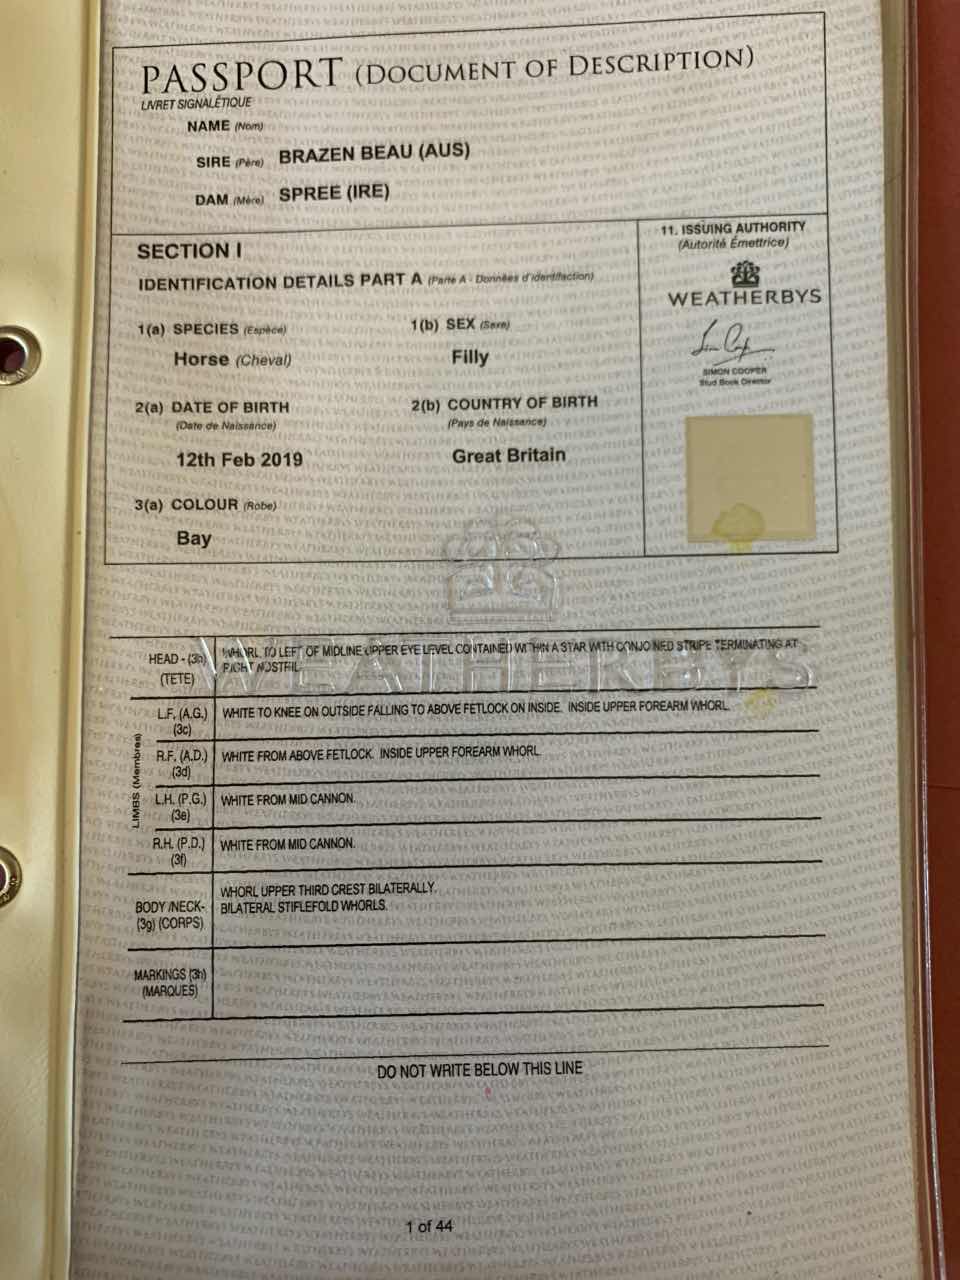 PASSPORT (DOCUMENT OF DESCRIPTION)
LIVRET SIGNALÉTIQUE
NAME (Nom)
SIRE (Père) BRAZEN BEAU (AUS)
DAM (Mère) SPREE (IRE)
SECTION I
IDENTIFICATION DETAILS PART A (Partie A - Données d'identifaction)
1(a) SPECIES (Espèce)
Horse (Cheval)
1(b) SEX (Sexe)
Filly
2(a) DATE OF BIRTH
(Date de Naissance)
12th Feb 2019
2(b) COUNTRY OF BIRTH
(Pays de Naissance)
Great Britain
3(a) COLOUR (Robe)
Bay
11. ISSUING AUTHORITY
(Autorité Émettrice)
WEATHERBYS
SIMON COOPER
Stud Book Director
WEATHERBYS
HEAD - (3b)
(TETE)
WHORL TO LEFT OF MIDLINE UPPER EYE LEVEL CONTAINED WITHIN A STAR WITH CONJOINED STRIPE TERMINATING AT
RIGHT NOSTRIL.
LIMBS (Membres)
L.F. (A.G.)
(3c)
WHITE TO KNEE ON OUTSIDE FALLING TO ABOVE FETLOCK ON INSIDE. INSIDE UPPER FOREARM WHORL.
R.F. (A.D.)
(3d)
WHITE FROM ABOVE FETLOCK. INSIDE UPPER FOREARM WHORL.
L.H. (P.G.)
(3e)
WHITE FROM MID CANNON.
R.H. (P.D.)
(3f)
WHITE FROM MID CANNON.
BODY /NECK-
(3g) (CORPS)
WHORL UPPER THIRD CREST BILATERALLY.
BILATERAL STIFLEFOLD WHORLS.
MARKINGS (3h)
(MARQUES)
DO NOT WRITE BELOW THIS LINE
1 of 44